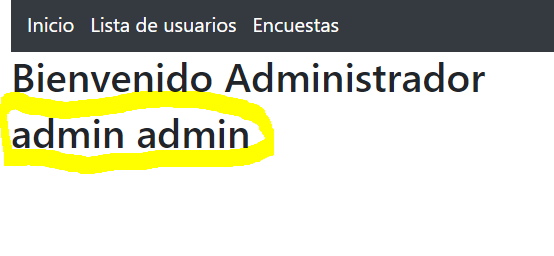 Inicio Lista de usuarios Encuestas
Bienvenido Administrador
admin admin